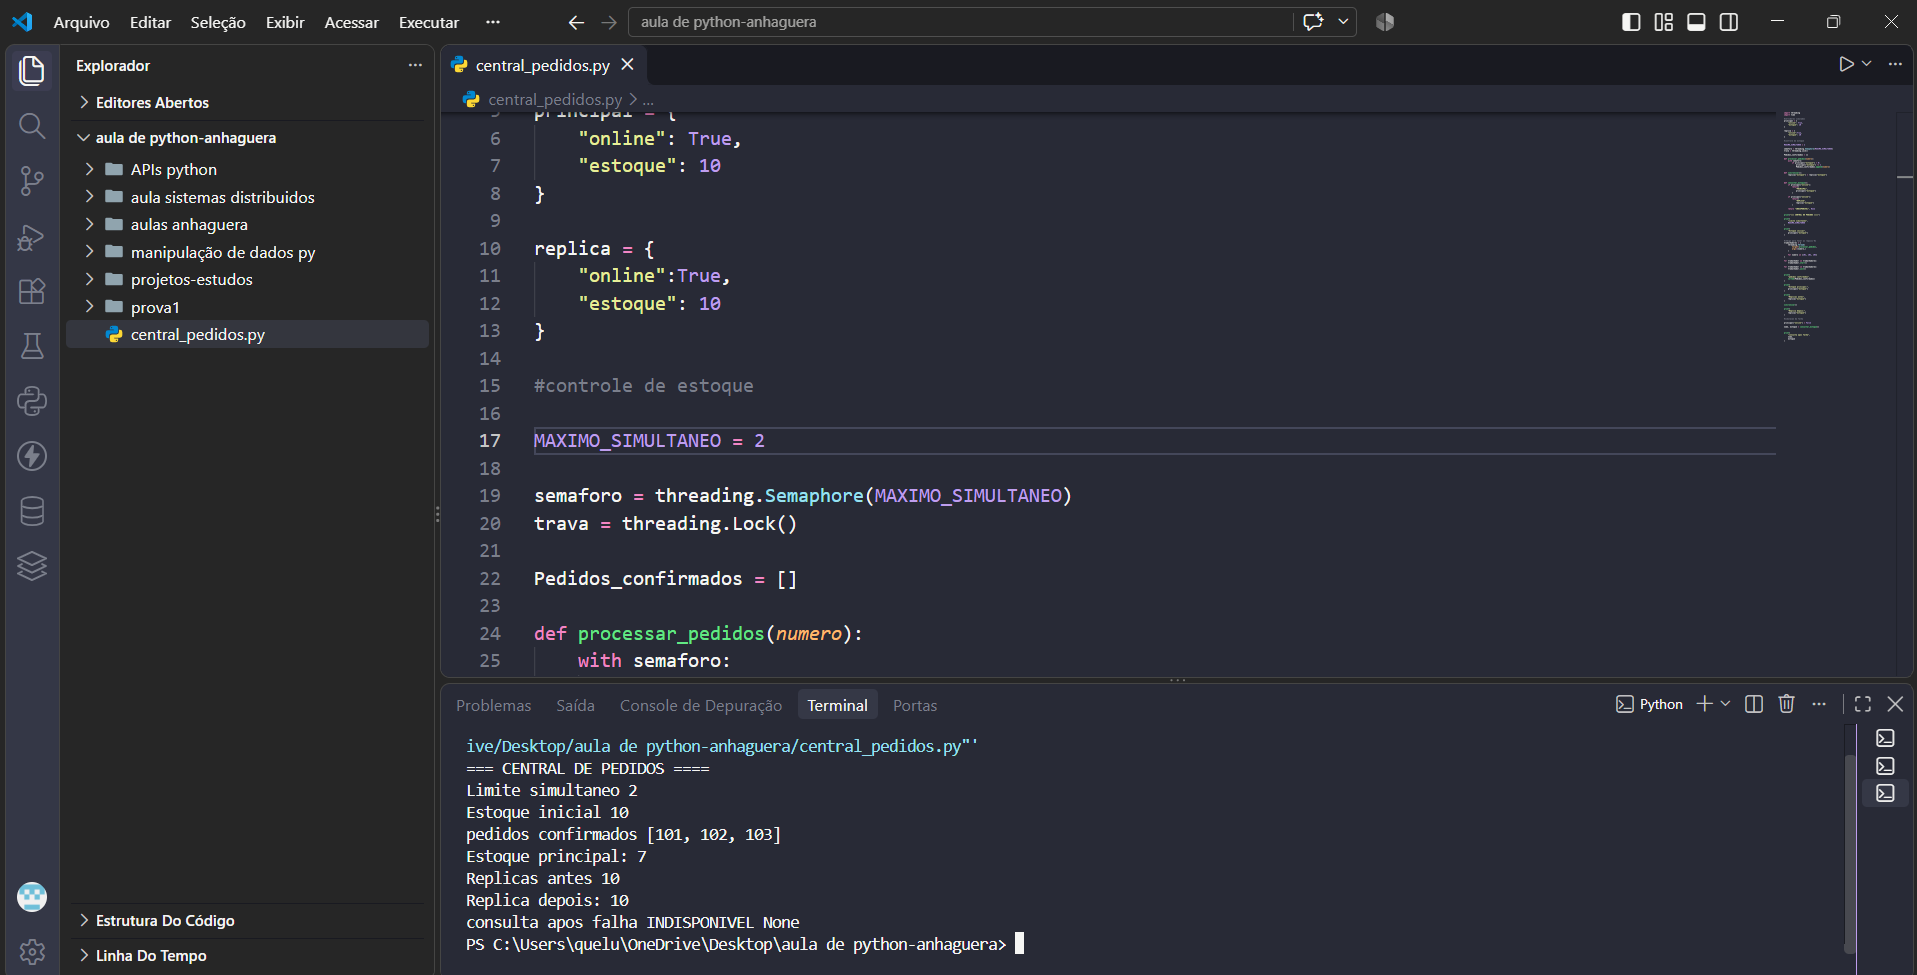 Arquivo Editar Seleção Exibir Acessar Executar ··· aula de python-anhaguera
Explorador
Editores Abertos
aula de python-anhaguera
APIs python
aula sistemas distribuidos
aulas anhaguera
manipulação de dados py
projetos-estudos
prova1
central_pedidos.py
Estrutura Do Código
Linha Do Tempo
central_pedidos.py
central_pedidos.py > ...
5 principal = {
6 "online": True,
7 "estoque": 10
8 }
9
10 replica = {
11 "online":True,
12 "estoque": 10
13 }
14
15 #controle de estoque
16
17 MAXIMO_SIMULTANEO = 2
18
19 semaforo = threading.Semaphore(MAXIMO_SIMULTANEO)
20 trava = threading.Lock()
21
22 Pedidos_confirmados = []
23
24 def processar_pedidos(numero):
25 with semaforo:
Problemas Saída Console de Depuração Terminal Portas Python
ive/Desktop/aula de python-anhaguera/central_pedidos.py"'
=== CENTRAL DE PEDIDOS ====
Limite simultaneo 2
Estoque inicial 10
pedidos confirmados [101, 102, 103]
Estoque principal: 7
Replicas antes 10
Replica depois: 10
consulta apos falha INDISPONIVEL None
PS C:\Users\quelu\OneDrive\Desktop\aula de python-anhaguera>